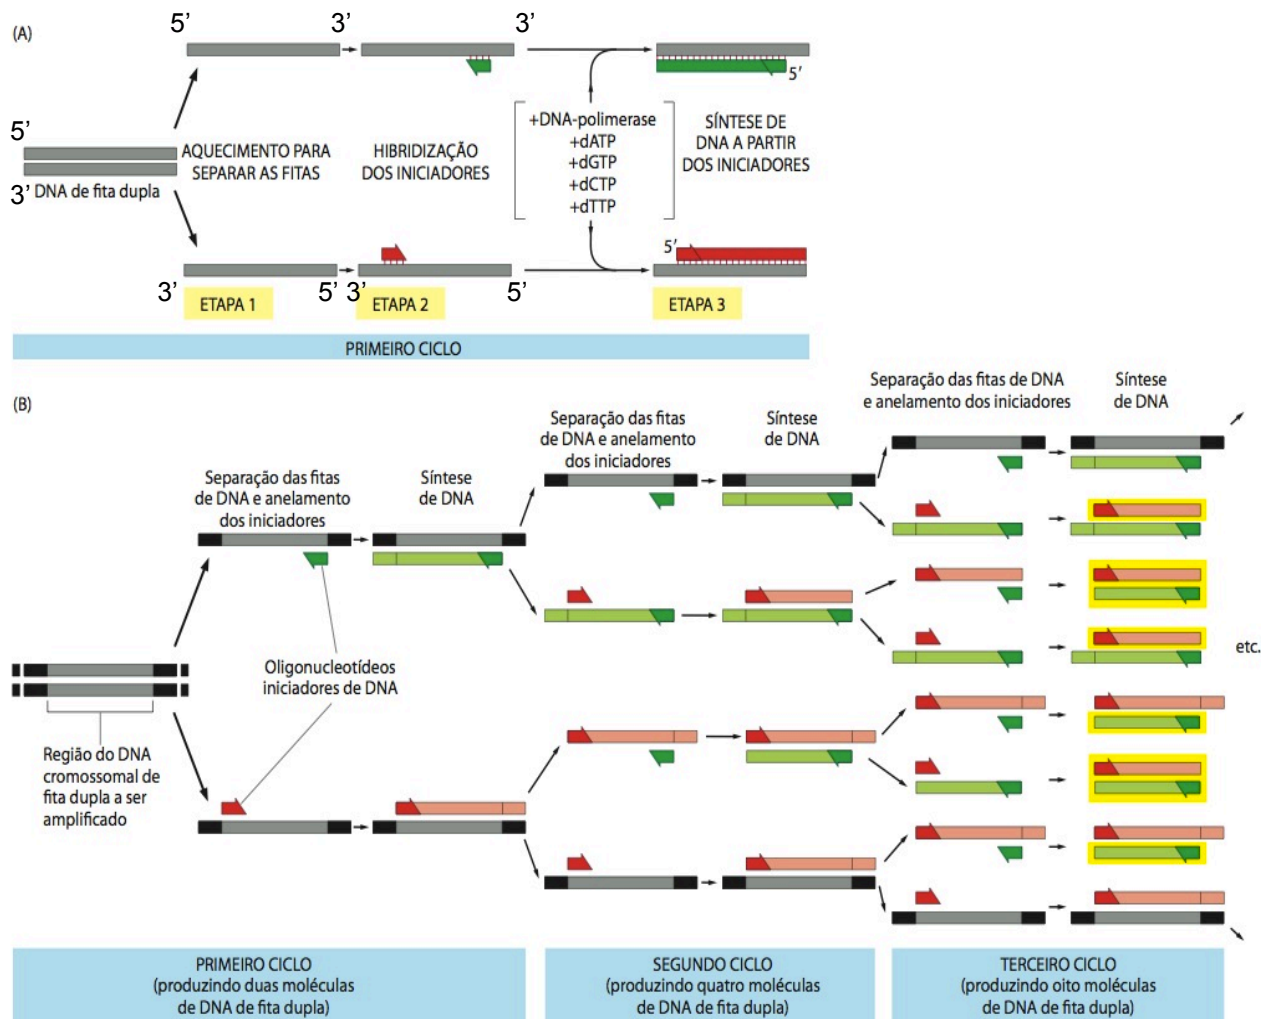 (A)
5’
3’
3’
5’
3’
DNA de fita dupla
AQUECIMENTO PARA
SEPARAR AS FITAS
HIBRIDIZAÇÃO
DOS INICIADORES
+DNA-polimerase
+dATP
+dGTP
+dCTP
+dTTP
SÍNTESE DE
DNA A PARTIR
DOS INICIADORES
5’
5’
3’
5’
3’
5’
ETAPA 1
ETAPA 2
ETAPA 3
PRIMEIRO CICLO
(B)
Separação das fitas
de DNA e anelamento
dos iniciadores
Síntese
de DNA
Separação das fitas
de DNA e anelamento
dos iniciadores
Síntese
de DNA
Separação das fitas de DNA
e anelamento dos iniciadores
Síntese
de DNA
Oligonucleotídeos
iniciadores de DNA
Região do DNA
cromossomal de
fita dupla a ser
amplificado
etc.
PRIMEIRO CICLO
(produzindo duas moléculas
de DNA de fita dupla)
SEGUNDO CICLO
(produzindo quatro moléculas
de DNA de fita dupla)
TERCEIRO CICLO
(produzindo oito moléculas
de DNA de fita dupla)